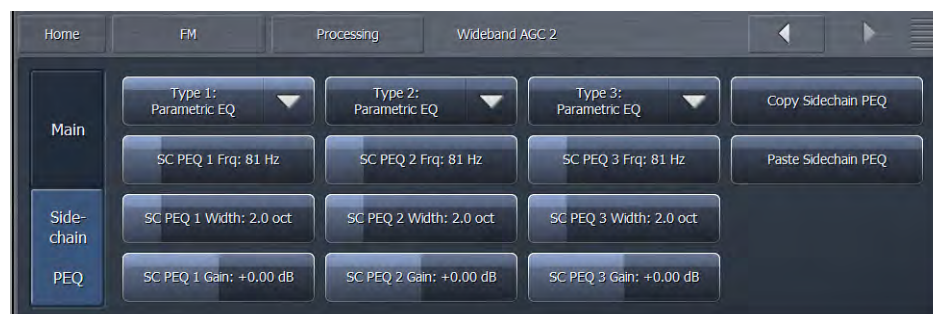 Home
FM
Processing
Wideband AGC 2
Main
Side-
chain
PEQ
Type 1:
Parametric EQ
Type 2:
Parametric EQ
Type 3:
Parametric EQ
Copy Sidechain PEQ
SC PEQ 1 Frq: 81 Hz
SC PEQ 2 Frq: 81 Hz
SC PEQ 3 Frq: 81 Hz
Paste Sidechain PEQ
SC PEQ 1 Width: 2.0 oct
SC PEQ 2 Width: 2.0 oct
SC PEQ 3 Width: 2.0 oct
SC PEQ 1 Gain: +0.00 dB
SC PEQ 2 Gain: +0.00 dB
SC PEQ 3 Gain: +0.00 dB